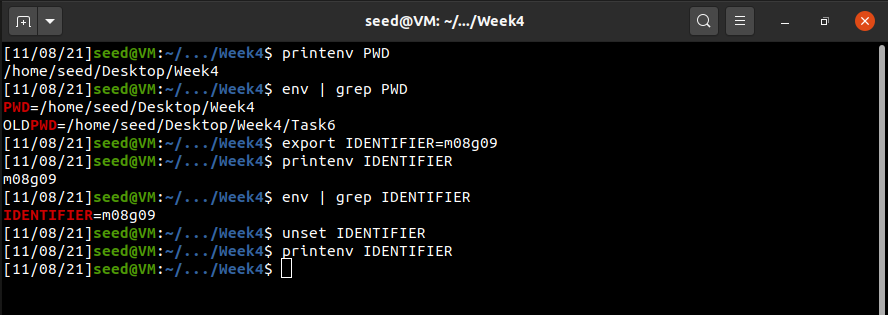 seed@VM: ~/.../Week4
[11/08/21]seed@VM:~/.../Week4$ printenv PWD
/home/seed/Desktop/Week4
[11/08/21]seed@VM:~/.../Week4$ env | grep PWD
PWD=/home/seed/Desktop/Week4
OLDPWD=/home/seed/Desktop/Week4/Task6
[11/08/21]seed@VM:~/.../Week4$ export IDENTIFIER=m08g09
[11/08/21]seed@VM:~/.../Week4$ printenv IDENTIFIER
m08g09
[11/08/21]seed@VM:~/.../Week4$ env | grep IDENTIFIER
IDENTIFIER=m08g09
[11/08/21]seed@VM:~/.../Week4$ unset IDENTIFIER
[11/08/21]seed@VM:~/.../Week4$ printenv IDENTIFIER
[11/08/21]seed@VM:~/.../Week4$